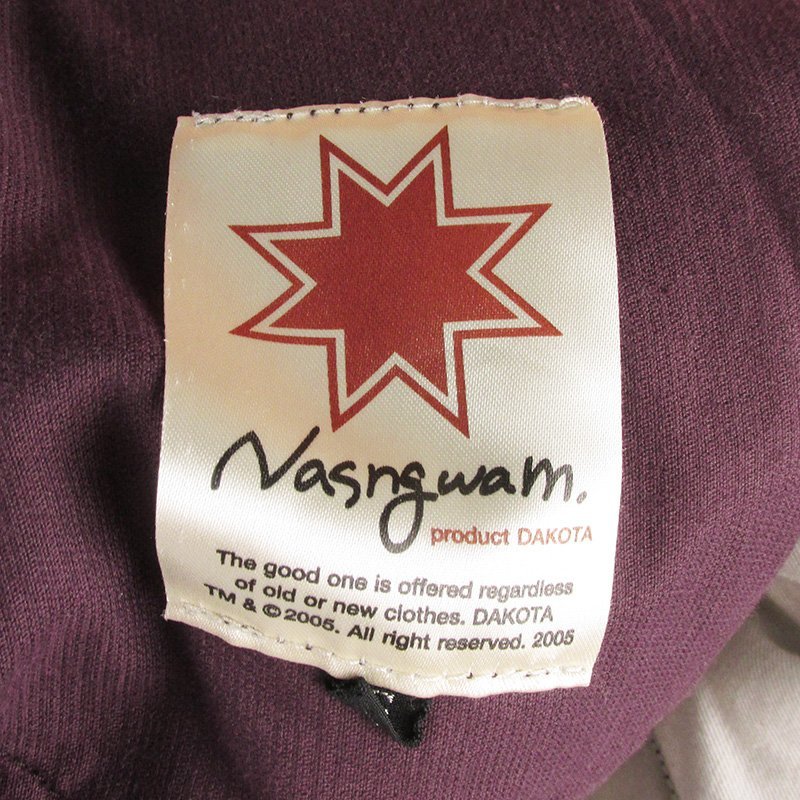 Nasngwam.
product DAKOTA
The good one is offered regardless
of old or new clothes. DAKOTA
TM & ©2005. All right reserved. 2005